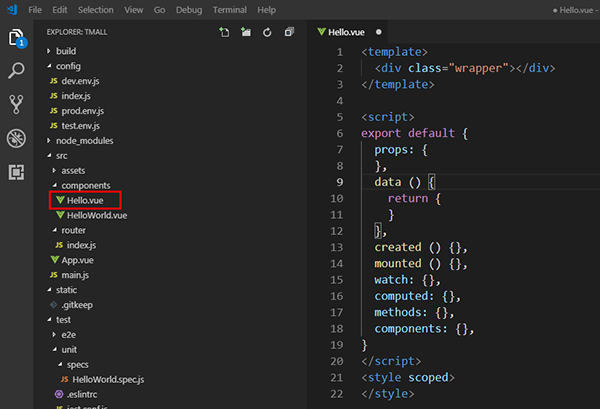 File Edit Selection View Go Debug Tasks Help
● Hello.vue
EXPLORER: TMALL
1
build
config
dev.env.js
index.js
prod.env.js
test.env.js
node_modules
src
assets
components
Hello.vue
HelloWorld.vue
router
index.js
App.vue
main.js
static
.gitkeep
test
e2e
unit
specs
HelloWorld.spec.js
.eslintrc
jest.conf.js
Hello.vue ●
1 <template>
2 <div class="wrapper"></div>
3 </template>
4
5 <script>
6 export default {
7 props: {
8 },
9 data () {
10 return {
11 }
12 },
13 created () {},
14 mounted () {},
15 watch: {},
16 computed: {},
17 methods: {},
18 components: {},
19 }
20 </script>
21 <style scoped>
22 </style>